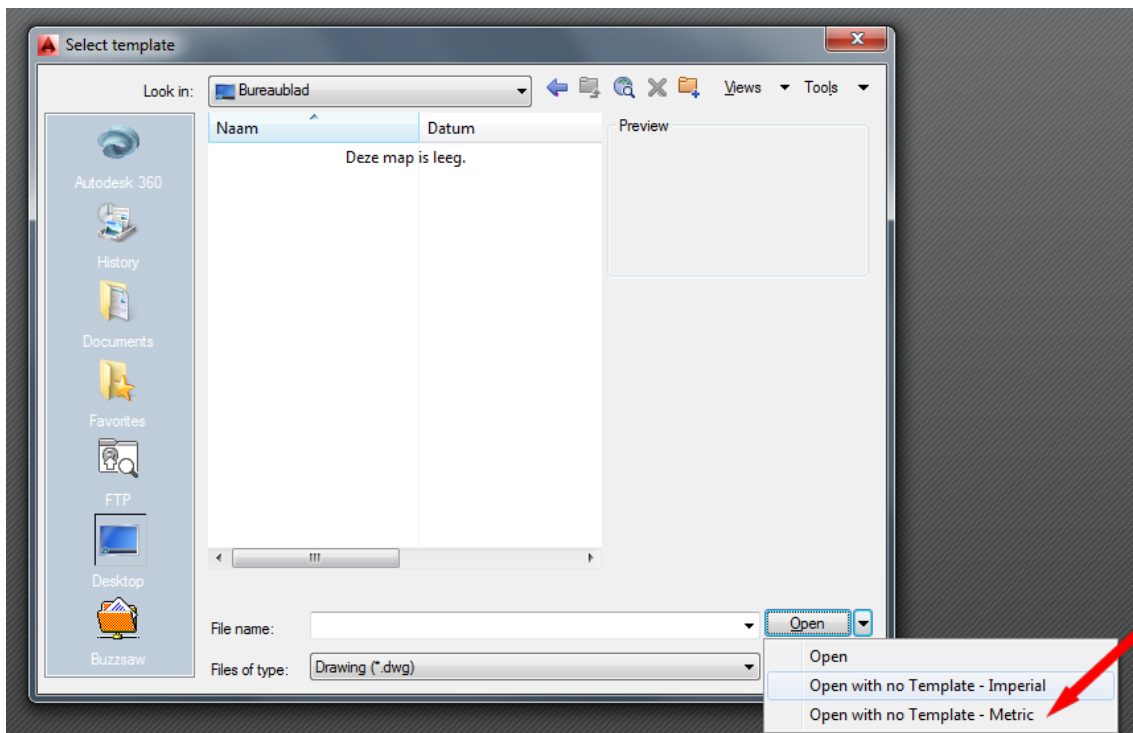 Select template
Look in: Bureaublad Views Tools
Naam Datum Preview
Deze map is leeg.
Autodesk 360
History
Documents
Favorites
FTP
Desktop
Buzzsaw
File name: Open
Files of type: Drawing (*.dwg)
Open
Open with no Template - Imperial
Open with no Template - Metric